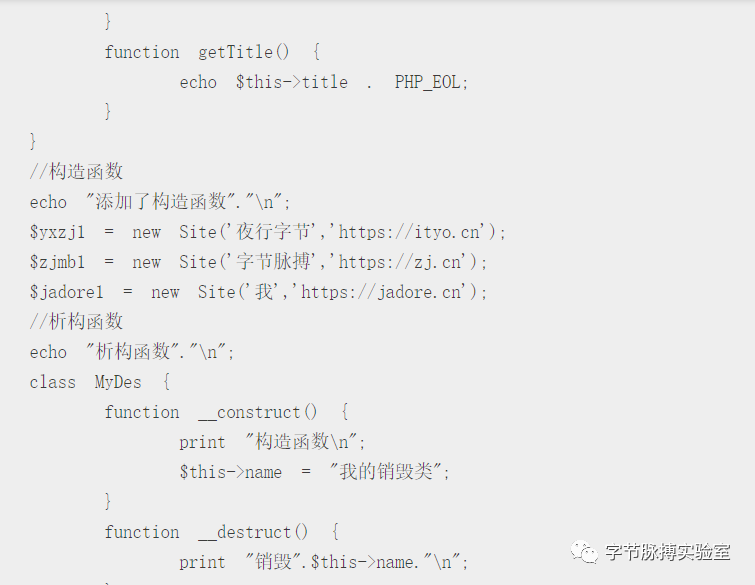 }
function getTitle() {
echo $this->title . PHP_EOL;
}
}
//构造函数
echo "添加了构造函数"."\n";
$yxzj1 = new Site('夜行字节','https://ityo.cn');
$zjmb1 = new Site('字节脉搏','https://zj.cn');
$jadore1 = new Site('我','https://jadore.cn');
//析构函数
echo "析构函数"."\n";
class MyDes {
function __construct() {
print "构造函数\n";
$this->name = "我的销毁类";
}
function __destruct() {
print "销毁".$this->name."\n";
字节脉搏实验室